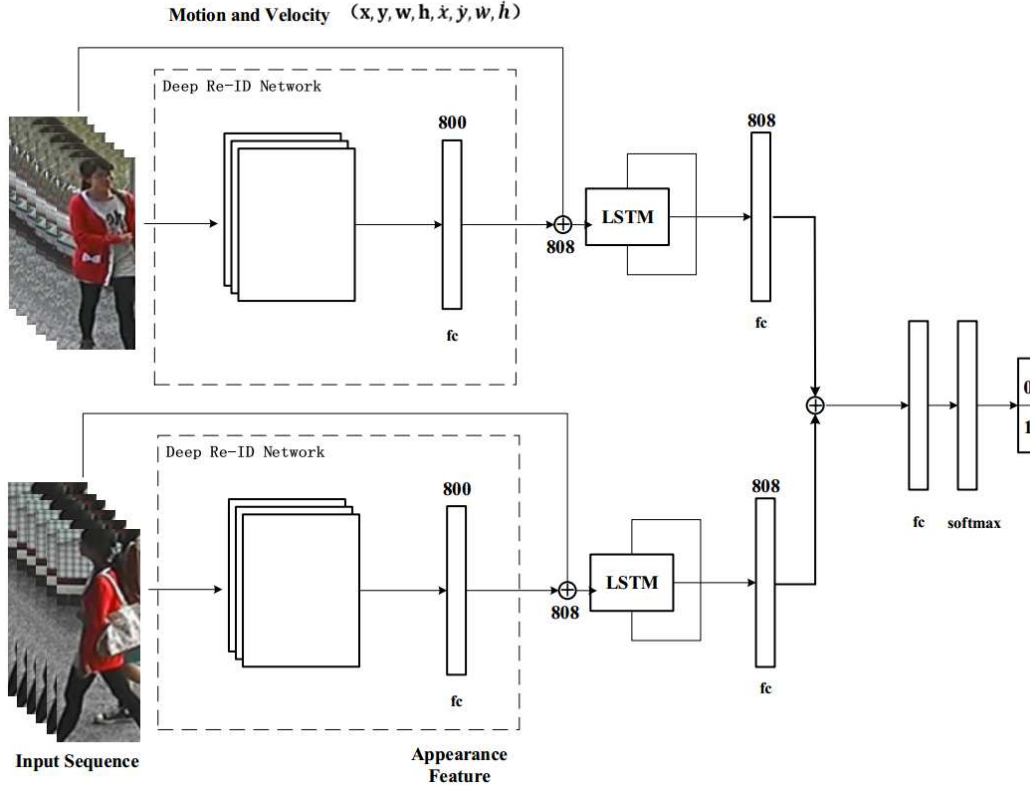 Motion and Velocity (x, y, w, h, ẋ, ẏ, ẇ, ḣ)
Deep Re-ID Network
800
fc
808
LSTM
808
fc
Deep Re-ID Network
800
fc
808
LSTM
808
fc
fc
softmax
0
1
Input Sequence
Appearance
Feature